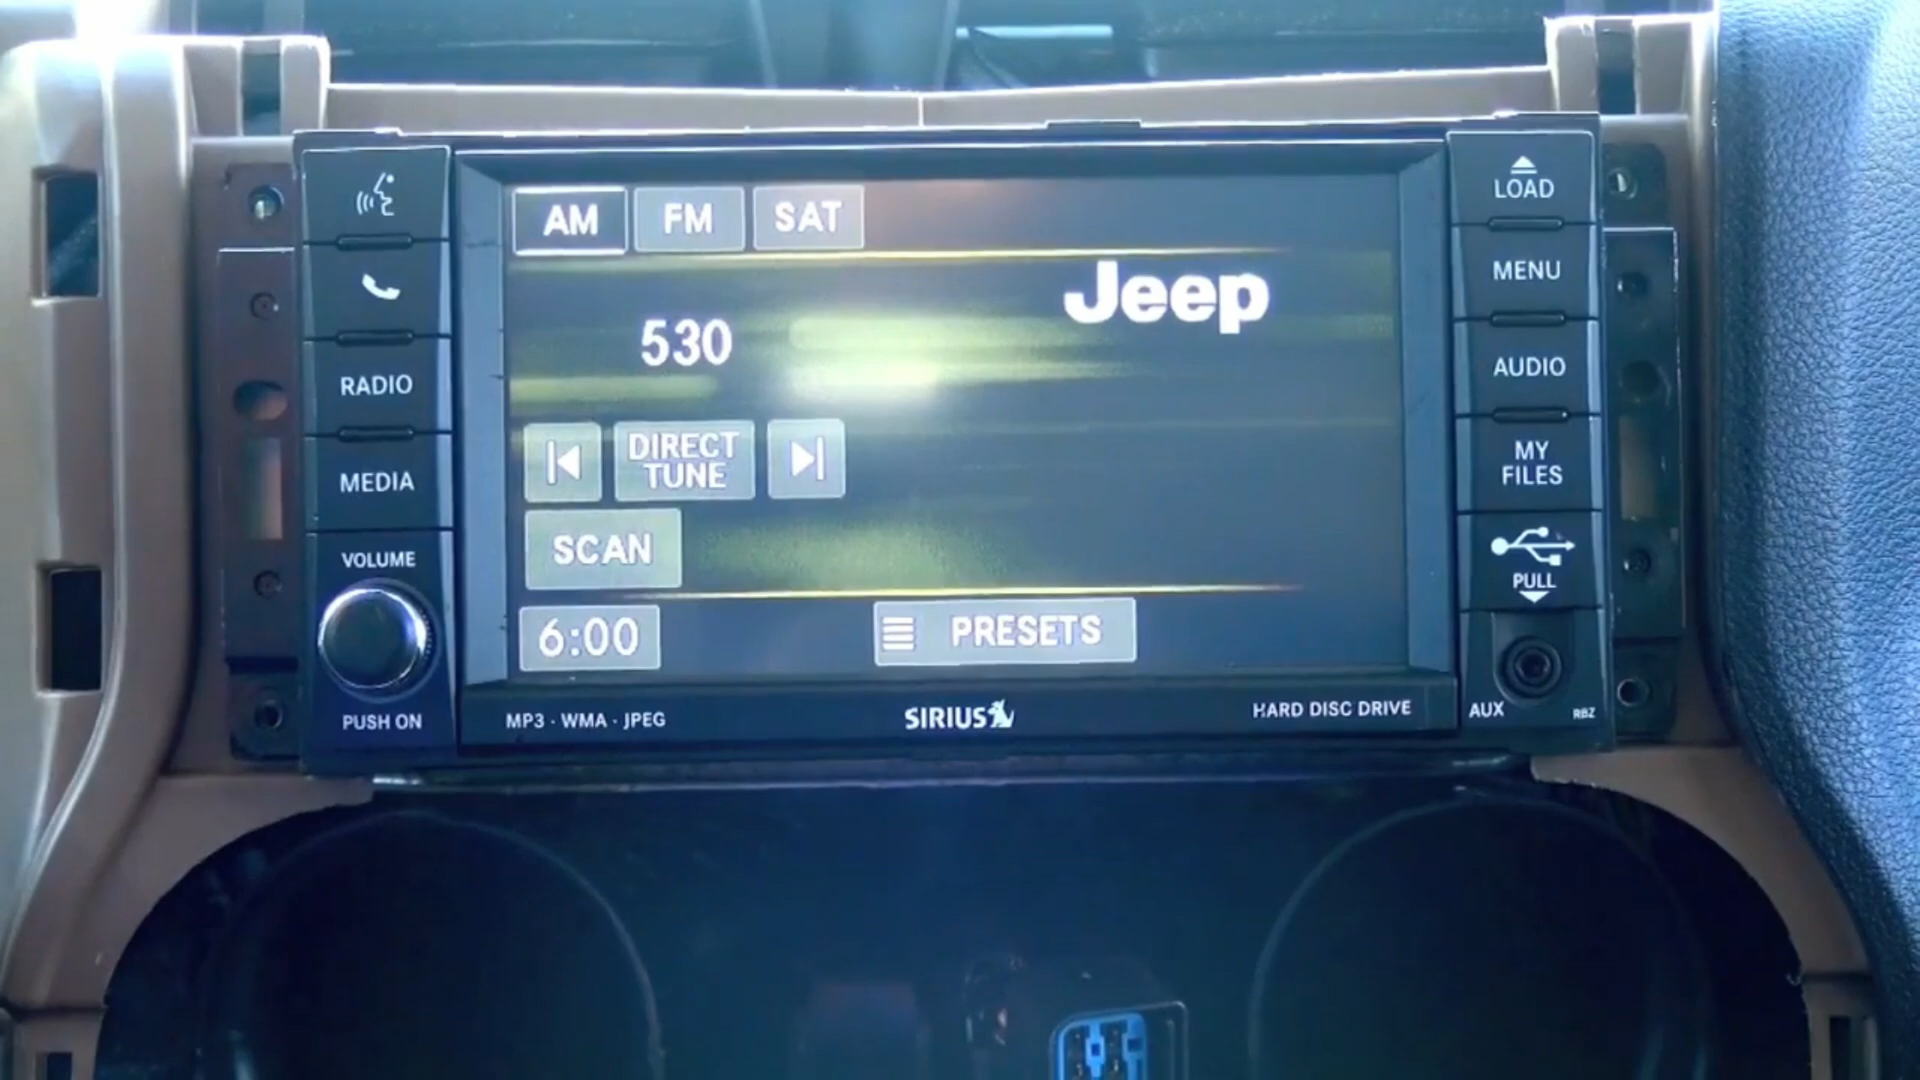 AM FM SAT
Jeep
530
DIRECT
TUNE
SCAN
6:00 PRESETS
RADIO
MEDIA
VOLUME
PUSH ON
LOAD
MENU
AUDIO
MY
FILES
PULL
AUX RBZ
MP3 · WMA · JPEG SIRIUS HARD DISC DRIVE